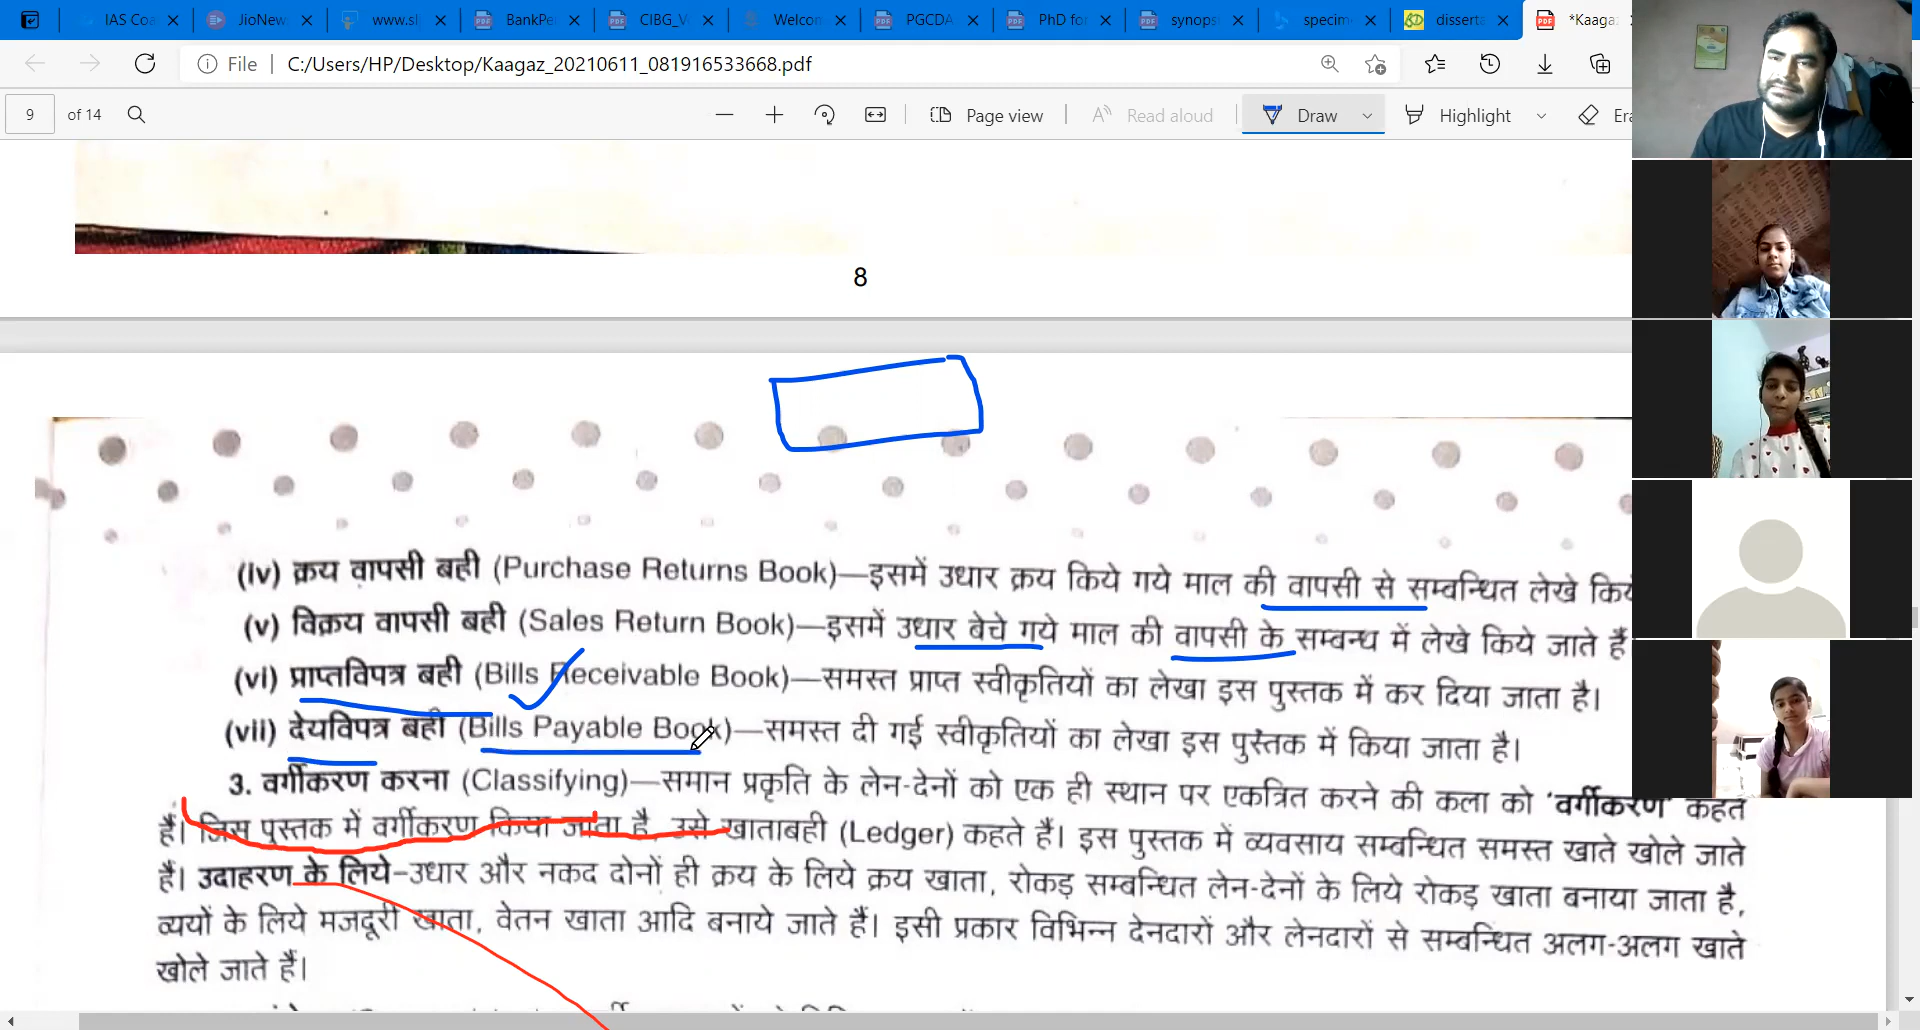 IAS Coa
JioNew
www.sl
BankPe
CIBG_V
Welcon
PGCDA
PhD for
synops
specim
disserta
*Kaaga
File
C:/Users/HP/Desktop/Kaagaz_20210611_081916533668.pdf
9 of 14
Page view
Read aloud
Draw
Highlight
Era
8
(iv) क्रय वापसी बही (Purchase Returns Book)—इसमें उधार क्रय किये गये माल की वापसी से सम्बन्धित लेखे किये
(v) विक्रय वापसी बही (Sales Return Book)—इसमें उधार बेचे गये माल की वापसी के सम्बन्ध में लेखे किये जाते हैं
(vi) प्राप्तविपत्र बही (Bills Receivable Book)—समस्त प्राप्त स्वीकृतियों का लेखा इस पुस्तक में कर दिया जाता है।
(vii) देयविपत्र बही (Bills Payable Book)—समस्त दी गई स्वीकृतियों का लेखा इस पुस्तक में किया जाता है।
3. वर्गीकरण करना (Classifying)—समान प्रकृति के लेन-देनों को एक ही स्थान पर एकत्रित करने की कला को 'वर्गीकरण' कहते
हैं। जिस पुस्तक में वर्गीकरण किया जाता है, उसे खाताबही (Ledger) कहते हैं। इस पुस्तक में व्यवसाय सम्बन्धित समस्त खाते खोले जाते
हैं। उदाहरण के लिये–उधार और नकद दोनों ही क्रय के लिये क्रय खाता, रोकड़ सम्बन्धित लेन-देनों के लिये रोकड़ खाता बनाया जाता है,
व्ययों के लिये मजदूरी खाता, वेतन खाता आदि बनाये जाते हैं। इसी प्रकार विभिन्न देनदारों और लेनदारों से सम्बन्धित अलग-अलग खाते
खोले जाते हैं।